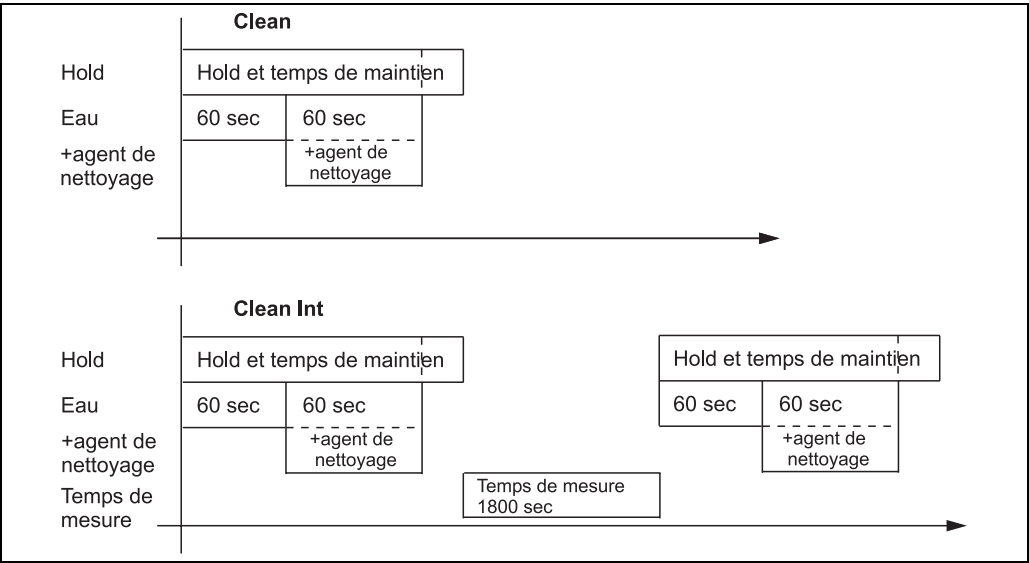 Clean
Hold
Hold et temps de maintien
Eau
60 sec
60 sec
+agent de
nettoyage
+agent de
nettoyage
Clean Int
Hold
Hold et temps de maintien
Hold et temps de maintien
Eau
60 sec
60 sec
60 sec
60 sec
+agent de
nettoyage
+agent de
nettoyage
+agent de
nettoyage
Temps de
mesure
Temps de mesure
1800 sec